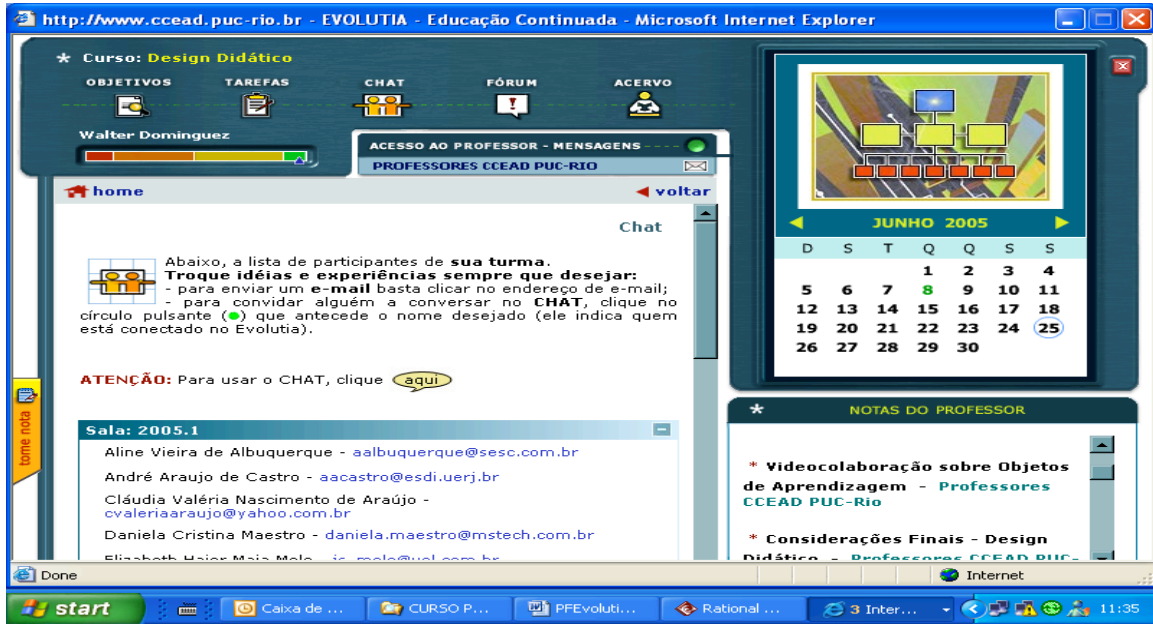 http://www.ccead.puc-rio.br - EVOLUTIA - Educação Continuada - Microsoft Internet Explorer
* Curso: Design Didático
OBJETIVOS TAREFAS CHAT FÓRUM ACERVO
Walter Dominguez
ACESSO AO PROFESSOR - MENSAGENS
PROFESSORES CCEAD PUC-RIO
home voltar
Chat
Abaixo, a lista de participantes de sua turma.
Troque idéias e experiências sempre que desejar:
- para enviar um e-mail basta clicar no endereço de e-mail;
- para convidar alguém a conversar no CHAT, clique no
círculo pulsante (●) que antecede o nome desejado (ele indica quem
está conectado no Evolutia).
ATENÇÃO: Para usar o CHAT, clique aqui
tome nota
Sala: 2005.1
Aline Vieira de Albuquerque - aalbuquerque@sesc.com.br
André Araujo de Castro - aacastro@esdi.uerj.br
Cláudia Valéria Nascimento de Araújo -
cvaleriaaraujo@yahoo.com.br
Daniela Cristina Maestro - daniela.maestro@mstech.com.br
JUNHO 2005
D S T Q Q S S
1 2 3 4
5 6 7 8 9 10 11
12 13 14 15 16 17 18
19 20 21 22 23 24 25
26 27 28 29 30
* NOTAS DO PROFESSOR
* Videocolaboração sobre Objetos
de Aprendizagem - Professores
CCEAD PUC-Rio
* Considerações Finais - Design
Didático - Professores CCEAD PUC-
Done Internet
start Caixa de ... CURSO P... PFEvoluti... Rational ... 3 Inter... 11:35